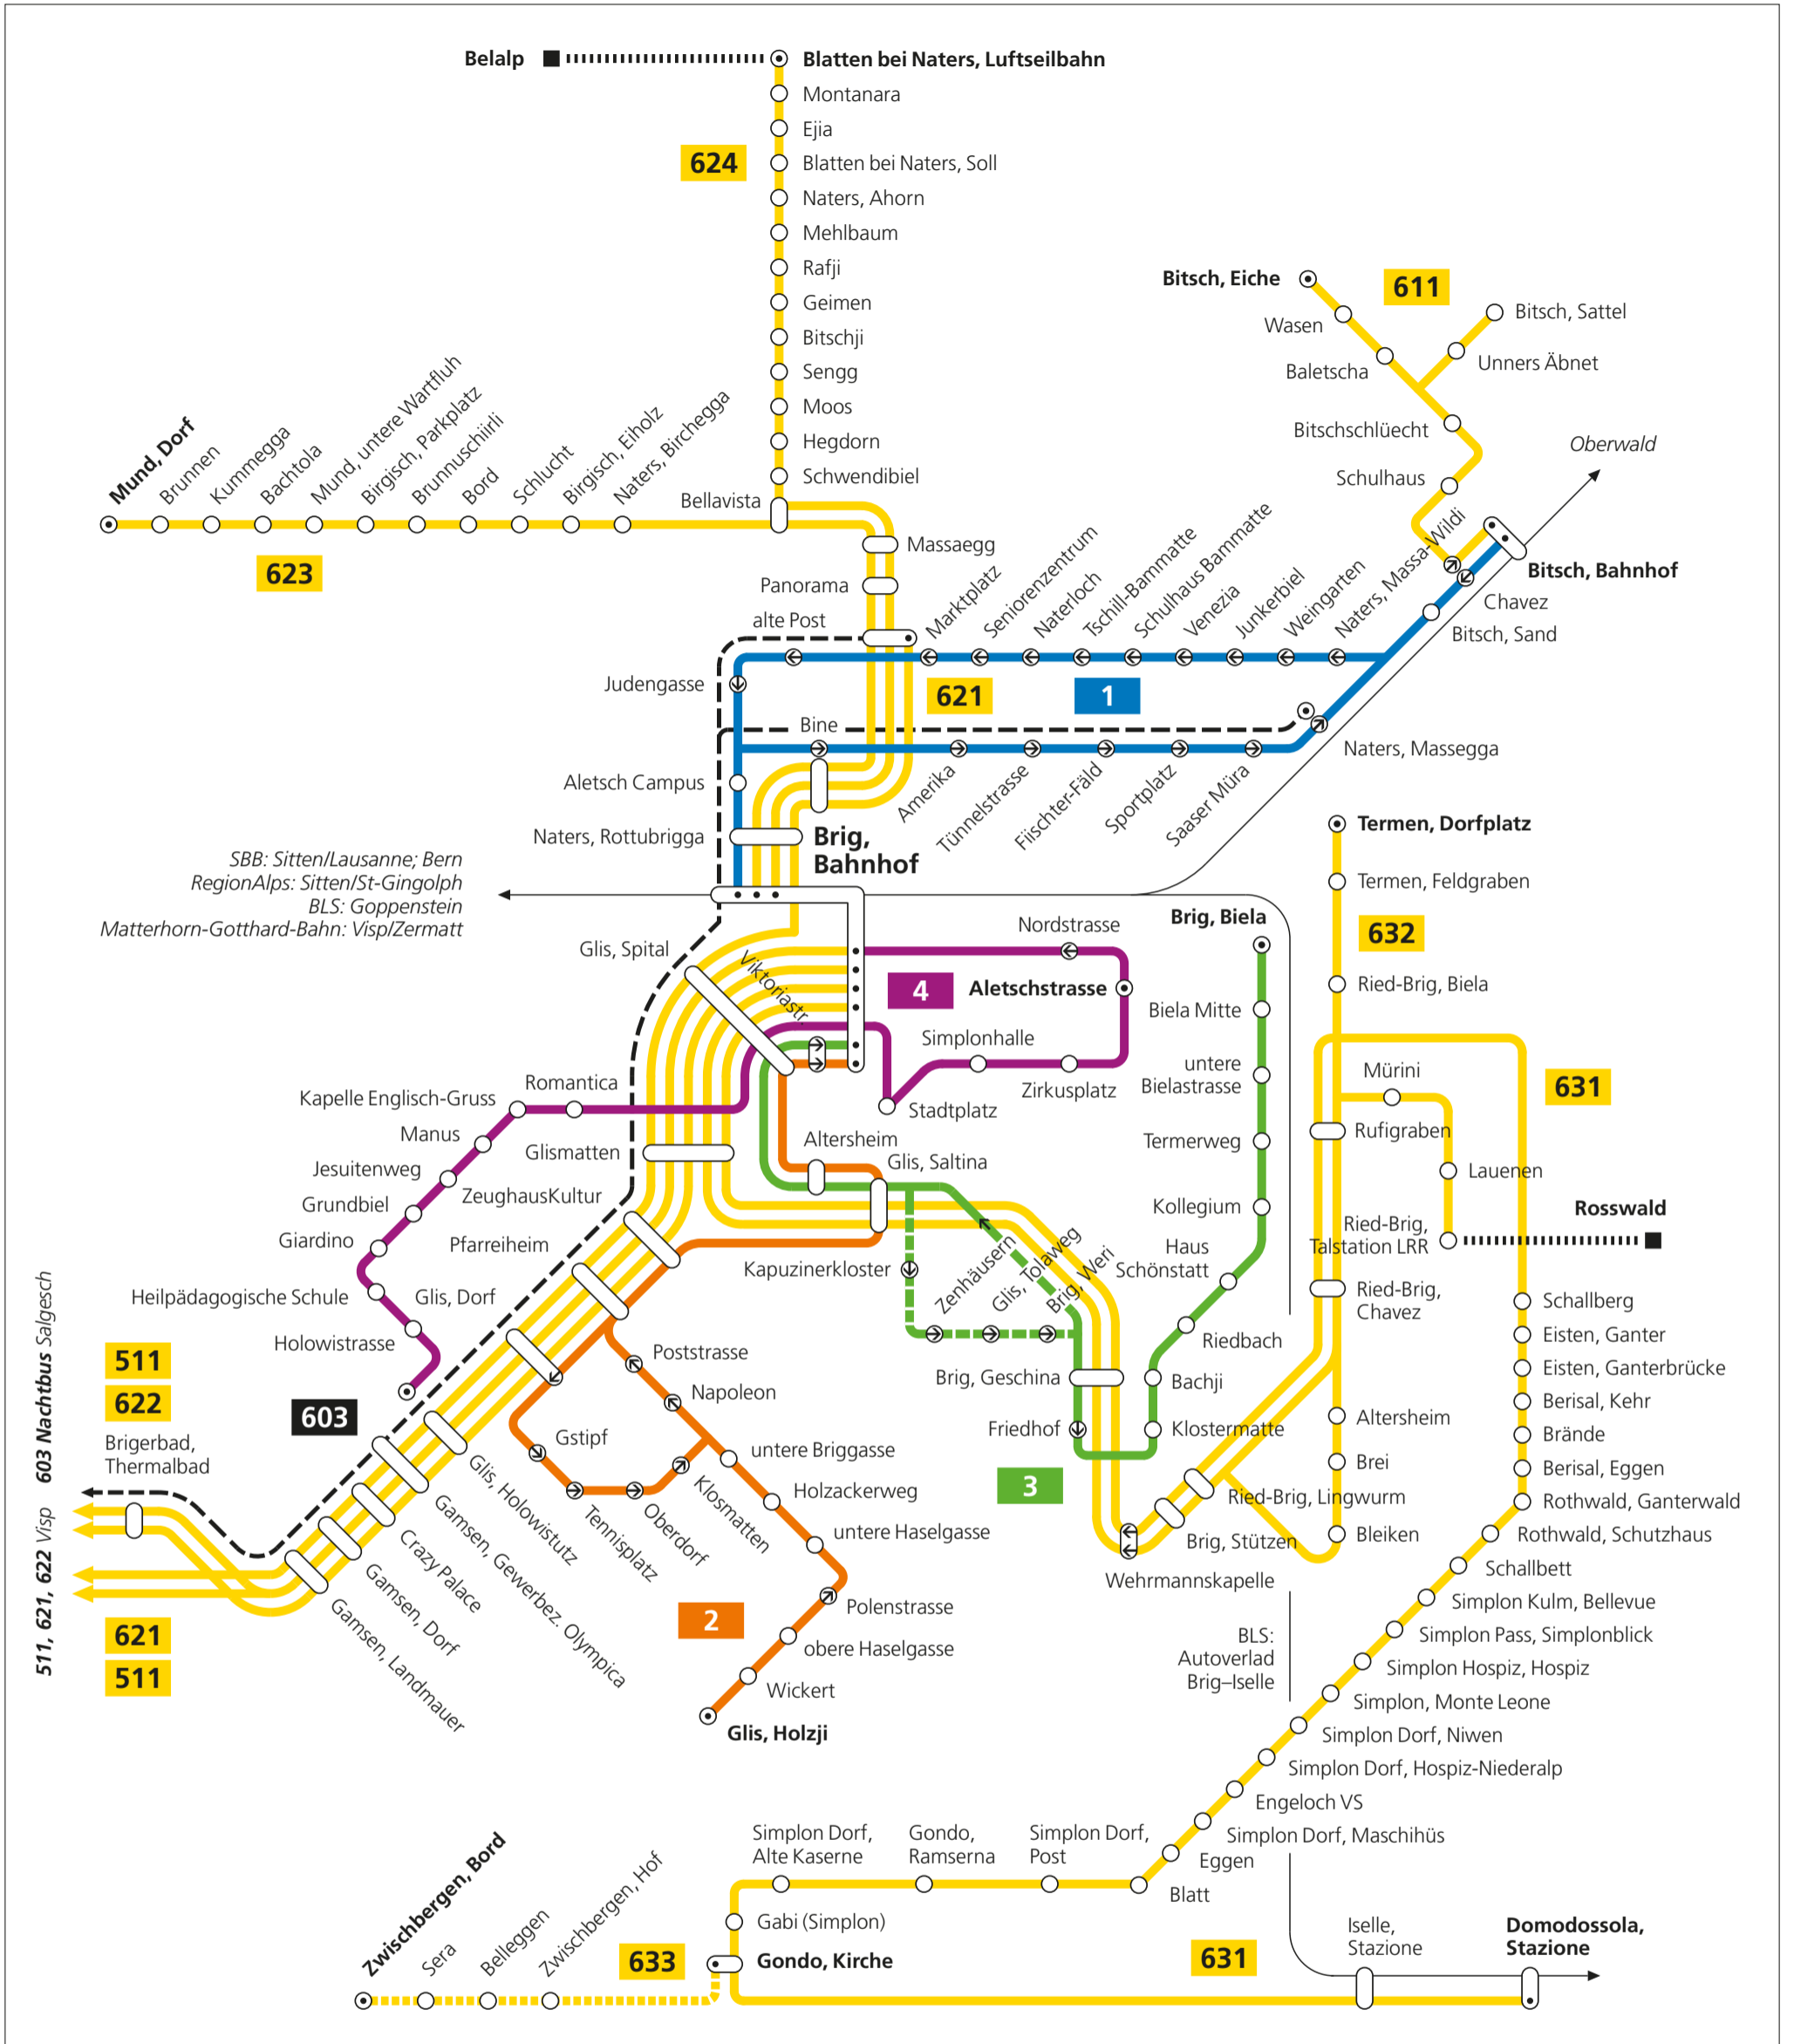 Belalp
Blatten bei Naters, Luftseilbahn
Montanara
Ejia
624
Blatten bei Naters, Soll
Naters, Ahorn
Mehlbaum
Rafji
Geimen
Bitschji
Sengg
Moos
Hegdorn
Schwendibiel
Bellavista
Mund, Dorf
Brunnen
Kummegga
Bachtola
Mund, untere Wartfluh
Birgisch, Parkplatz
Brunnuschiirli
Bord
Schlucht
Birgisch, Eiholz
Naters, Birchegga
623
Massaegg
Panorama
alte Post
Bitsch, Eiche
611
Wasen
Baletscha
Bitsch, Sattel
Unners Äbnet
Bitschschlüecht
Schulhaus
Oberwald
Bitsch, Bahnhof
Chavez
Bitsch, Sand
Marktplatz
Seniorenzentrum
Naterloch
Tschill-Bammatte
Schulhaus Bammatte
Venezia
Junkerbiel
Weingarten
Naters, Massa-Wildi
Judengasse
621
1
Bine
Naters, Massegga
Amerika
Tünnelstrasse
Fiischter-Fäld
Sportplatz
Saaser Müra
Aletsch Campus
Naters, Rottubrigga
Brig,
Bahnhof
SBB: Sitten/Lausanne; Bern
RegionAlps: Sitten/St-Gingolph
BLS: Goppenstein
Matterhorn-Gotthard-Bahn: Visp/Zermatt
Termen, Dorfplatz
Termen, Feldgraben
632
Ried-Brig, Biela
Glis, Spital
Viktoriastr.
Nordstrasse
4
Aletschstrasse
Simplonhalle
Zirkusplatz
Stadtplatz
Brig, Biela
Biela Mitte
untere
Bielastrasse
Termerweg
Kollegium
Haus
Schönstatt
Riedbach
Bachji
Klostermatte
Mürini
631
Rufigraben
Lauenen
Ried-Brig,
Talstation LRR
Rosswald
Ried-Brig,
Chavez
Romantica
Kapelle Englisch-Gruss
Manus
Jesuitenweg
Grundbiel
Giardino
Heilpädagogische Schule
Holowistrasse
Glismatten
ZeughausKultur
Pfarreiheim
Glis, Dorf
Altersheim
Glis, Saltina
Kapuzinerkloster
Zenhäusern
Glis, Tolaweg
Brig, Weri
Brig, Geschina
Friedhof
3
Schallberg
Eisten, Ganter
Eisten, Ganterbrücke
Berisal, Kehr
Brände
Berisal, Eggen
Rothwald, Ganterwald
Rothwald, Schutzhaus
Schallbett
Simplon Kulm, Bellevue
Simplon Pass, Simplonblick
Simplon Hospiz, Hospiz
Simplon, Monte Leone
Simplon Dorf, Niwen
Simplon Dorf, Hospiz-Niederalp
Engeloch VS
Simplon Dorf, Maschihüs
Eggen
Blatt
Altersheim
Brei
Bleiken
Ried-Brig, Lingwurm
Brig, Stützen
Wehrmannskapelle
BLS:
Autoverlad
Brig–Iselle
511, 621, 622 Visp 603 Nachtbus Salgesch
511
622
Brigerbad,
Thermalbad
603
621
511
Poststrasse
Napoleon
Gstipf
untere Briggasse
Holzackerweg
untere Haselgasse
Polenstrasse
obere Haselgasse
Wickert
Glis, Holzji
2
Tennisplatz
Oberdorf
Klosmatten
Glis, Holowistutz
Gamsen, Gewerbez. Olympica
CrazyPalace
Gamsen, Dorf
Gamsen, Landmauer
Simplon Dorf,
Alte Kaserne
Gondo,
Ramserna
Simplon Dorf,
Post
Gabi (Simplon)
Gondo, Kirche
Zwischbergen, Bord
Sera
Belleggen
Zwischbergen, Hof
633
631
Iselle,
Stazione
Domodossola,
Stazione